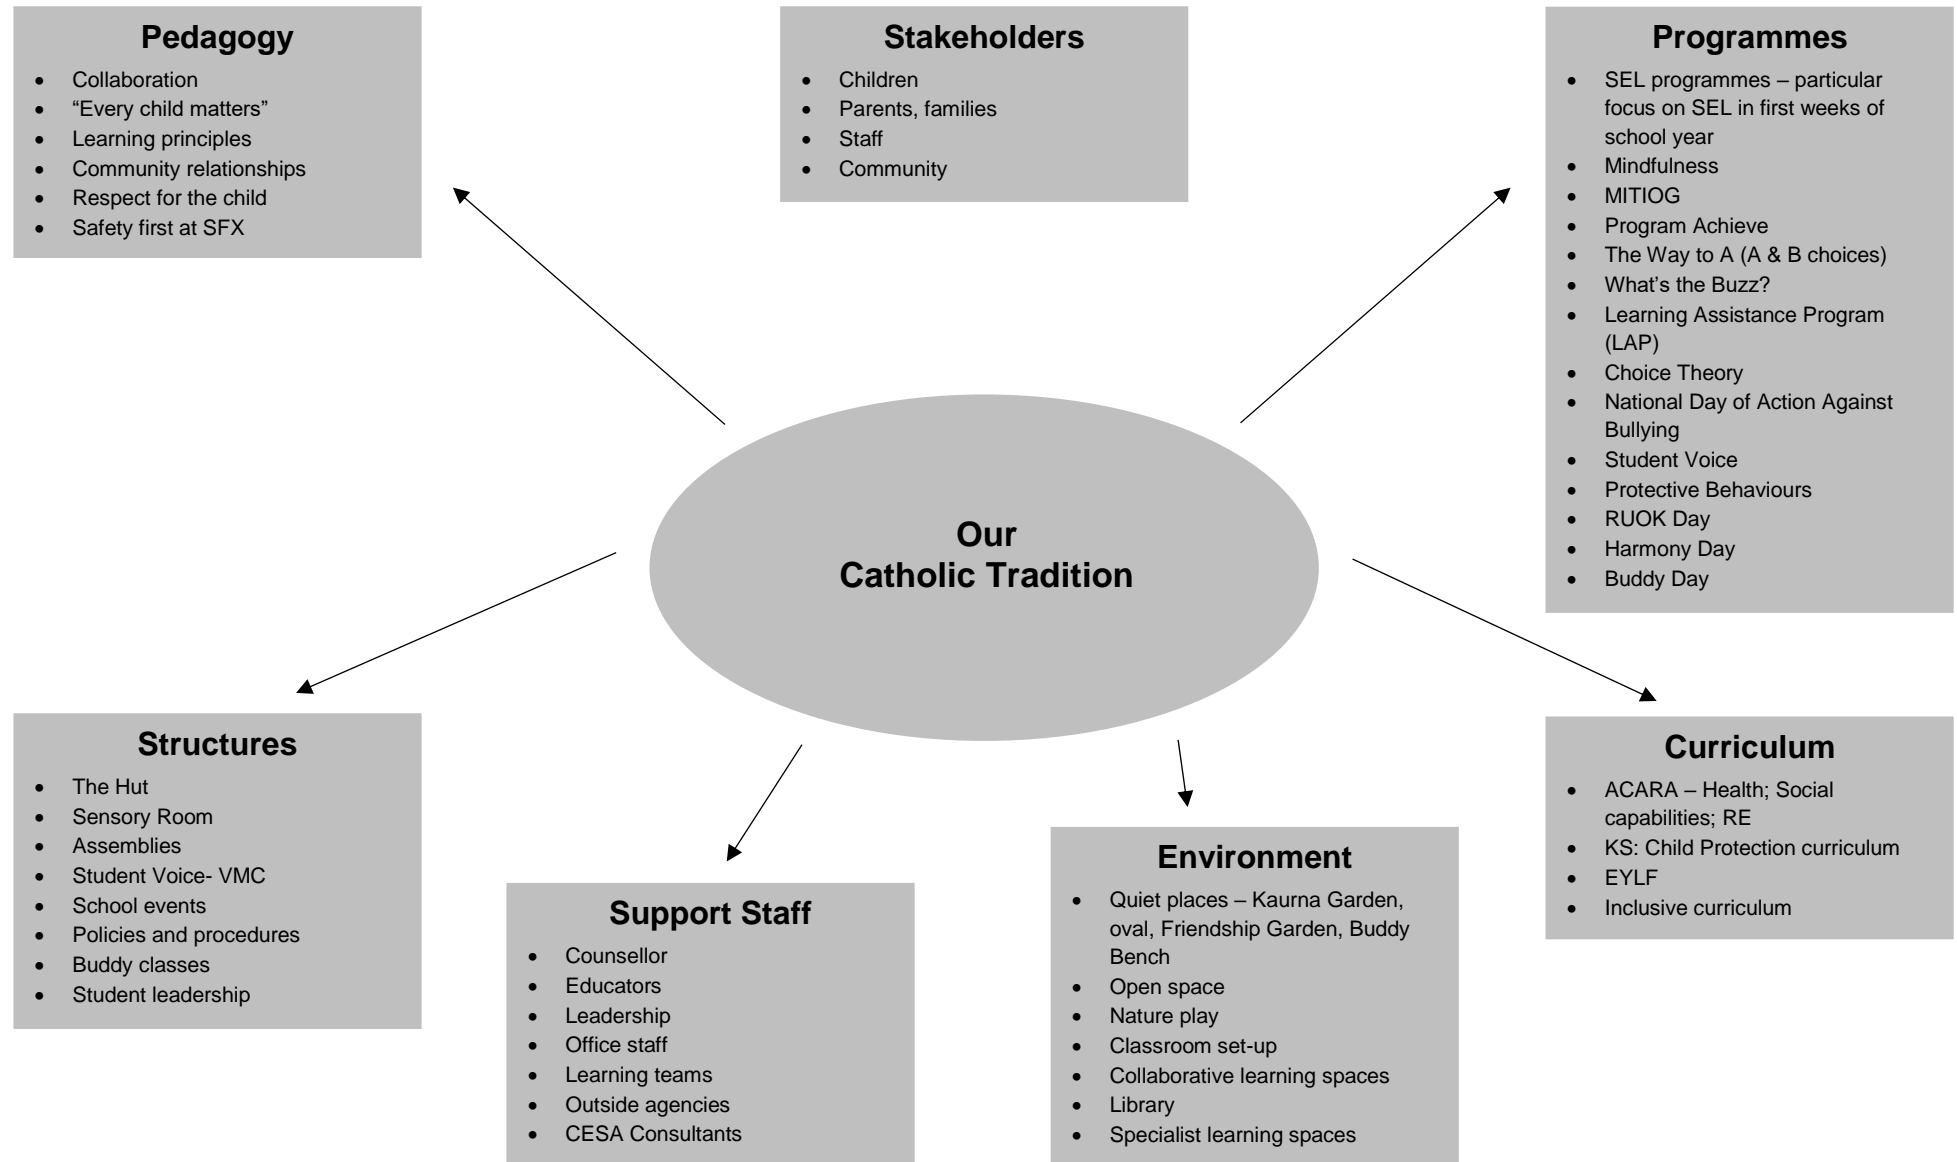 Pedagogy
• Collaboration
• “Every child matters”
• Learning principles
• Community relationships
• Respect for the child
• Safety first at SFX
Stakeholders
• Children
• Parents, families
• Staff
• Community
Programmes
• SEL programmes – particular
focus on SEL in first weeks of
school year
• Mindfulness
• MITIOG
• Program Achieve
• The Way to A (A & B choices)
• What’s the Buzz?
• Learning Assistance Program
(LAP)
• Choice Theory
• National Day of Action Against
Bullying
• Student Voice
• Protective Behaviours
• RUOK Day
• Harmony Day
• Buddy Day
Our
Catholic Tradition
Structures
• The Hut
• Sensory Room
• Assemblies
• Student Voice- VMC
• School events
• Policies and procedures
• Buddy classes
• Student leadership
Support Staff
• Counsellor
• Educators
• Leadership
• Office staff
• Learning teams
• Outside agencies
• CESA Consultants
Environment
• Quiet places – Kaurna Garden,
oval, Friendship Garden, Buddy
Bench
• Open space
• Nature play
• Classroom set-up
• Collaborative learning spaces
• Library
• Specialist learning spaces
Curriculum
• ACARA – Health; Social
capabilities; RE
• KS: Child Protection curriculum
• EYLF
• Inclusive curriculum